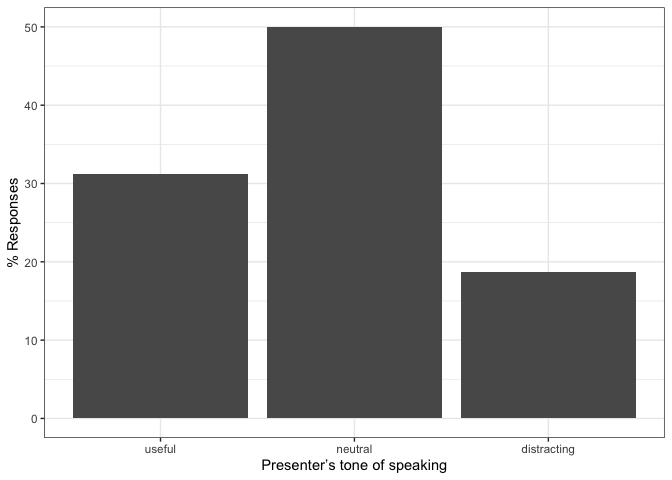 50
40
30
20
10
0
% Responses
useful neutral distracting
Presenter’s tone of speaking